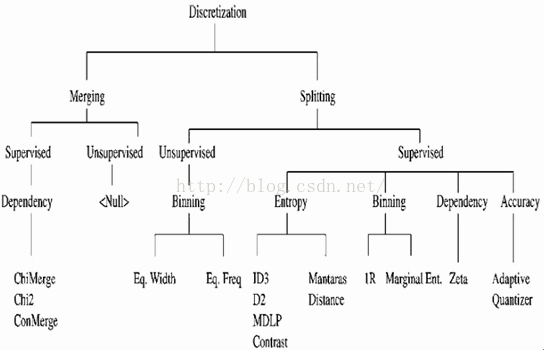 Discretization
Merging Splitting
Supervised Unsupervised Unsupervised Supervised
http://blog.csdn.net/
Dependency <Null> Binning Entropy Binning Dependency Accuracy
ChiMerge Eq. Width Eq. Freq ID3 Mantaras 1R Marginal Ent. Zeta Adaptive
Chi2 D2 Distance Quantizer
ConMerge MDLP
Contrast